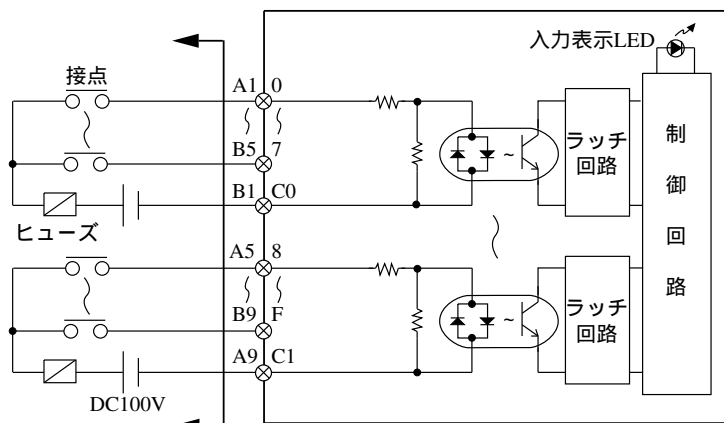 入力表示LED
接点
A1 0
B5 7
B1 C0
ヒューズ
ラッチ
回路
制
御
回
路
A5 8
B9 F
A9 C1
DC100V
ラッチ
回路
~
~